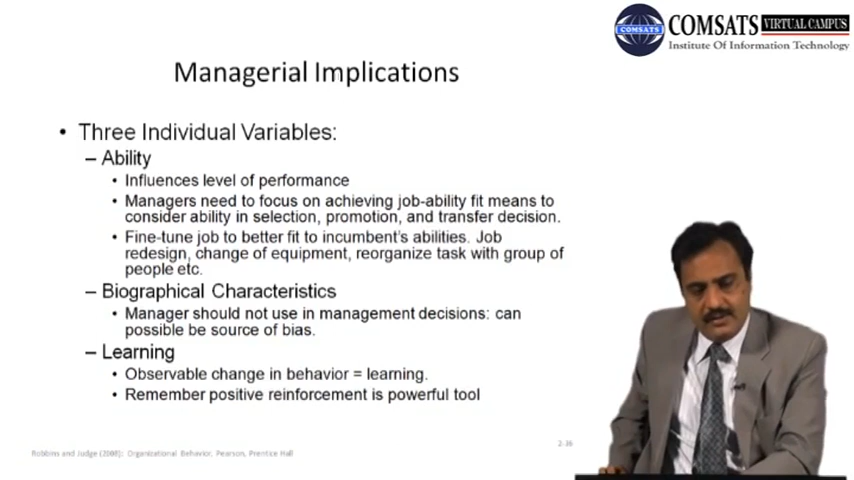 COMSATS
COMSATS VIRTUAL CAMPUS
Institute Of Information Technology
Managerial Implications
• Three Individual Variables:
– Ability
• Influences level of performance
• Managers need to focus on achieving job-ability fit means to
consider ability in selection, promotion, and transfer decision.
• Fine-tune job to better fit to incumbent's abilities. Job
redesign, change of equipment, reorganize task with group of
people etc.
– Biographical Characteristics
• Manager should not use in management decisions: can
possible be source of bias.
– Learning
• Observable change in behavior = learning.
• Remember positive reinforcement is powerful tool
2-36
Robbins and Judge (2008): Organizational Behavior, Pearson, Prentice Hall